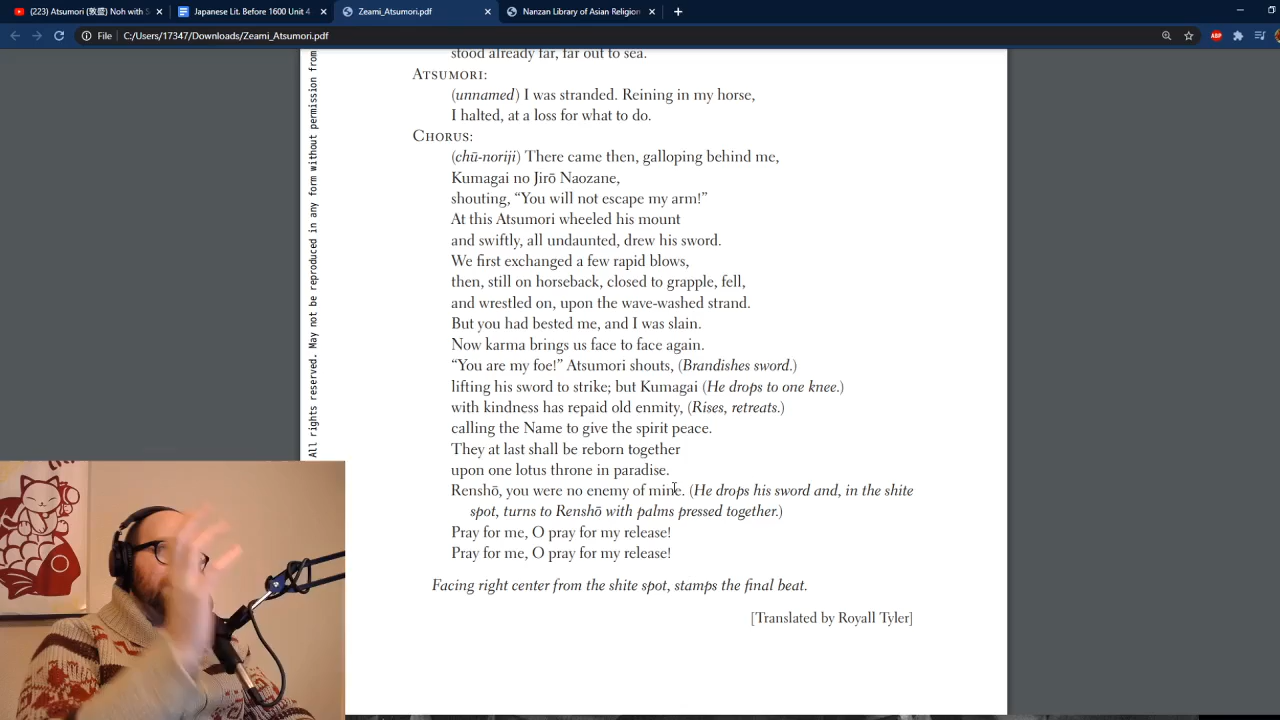 (223) Atsumori (敦盛) Noh with S
Japanese Lit. Before 1600 Unit 4
Zeami_Atsumori.pdf
Nanzan Library of Asian Religion
File
C:/Users/17347/Downloads/Zeami_Atsumori.pdf
ABP
All rights reserved. May not be reproduced in any form without permission from
stood already far, far out to sea.
ATSUMORI:
(unnamed) I was stranded. Reining in my horse,
I halted, at a loss for what to do.
CHORUS:
(chū-noriji) There came then, galloping behind me,
Kumagai no Jirō Naozane,
shouting, “You will not escape my arm!”
At this Atsumori wheeled his mount
and swiftly, all undaunted, drew his sword.
We first exchanged a few rapid blows,
then, still on horseback, closed to grapple, fell,
and wrestled on, upon the wave-washed strand.
But you had bested me, and I was slain.
Now karma brings us face to face again.
“You are my foe!” Atsumori shouts, (Brandishes sword.)
lifting his sword to strike; but Kumagai (He drops to one knee.)
with kindness has repaid old enmity, (Rises, retreats.)
calling the Name to give the spirit peace.
They at last shall be reborn together
upon one lotus throne in paradise.
Renshō, you were no enemy of mine. (He drops his sword and, in the shite
spot, turns to Renshō with palms pressed together.)
Pray for me, O pray for my release!
Pray for me, O pray for my release!
Facing right center from the shite spot, stamps the final beat.
[Translated by Royall Tyler]